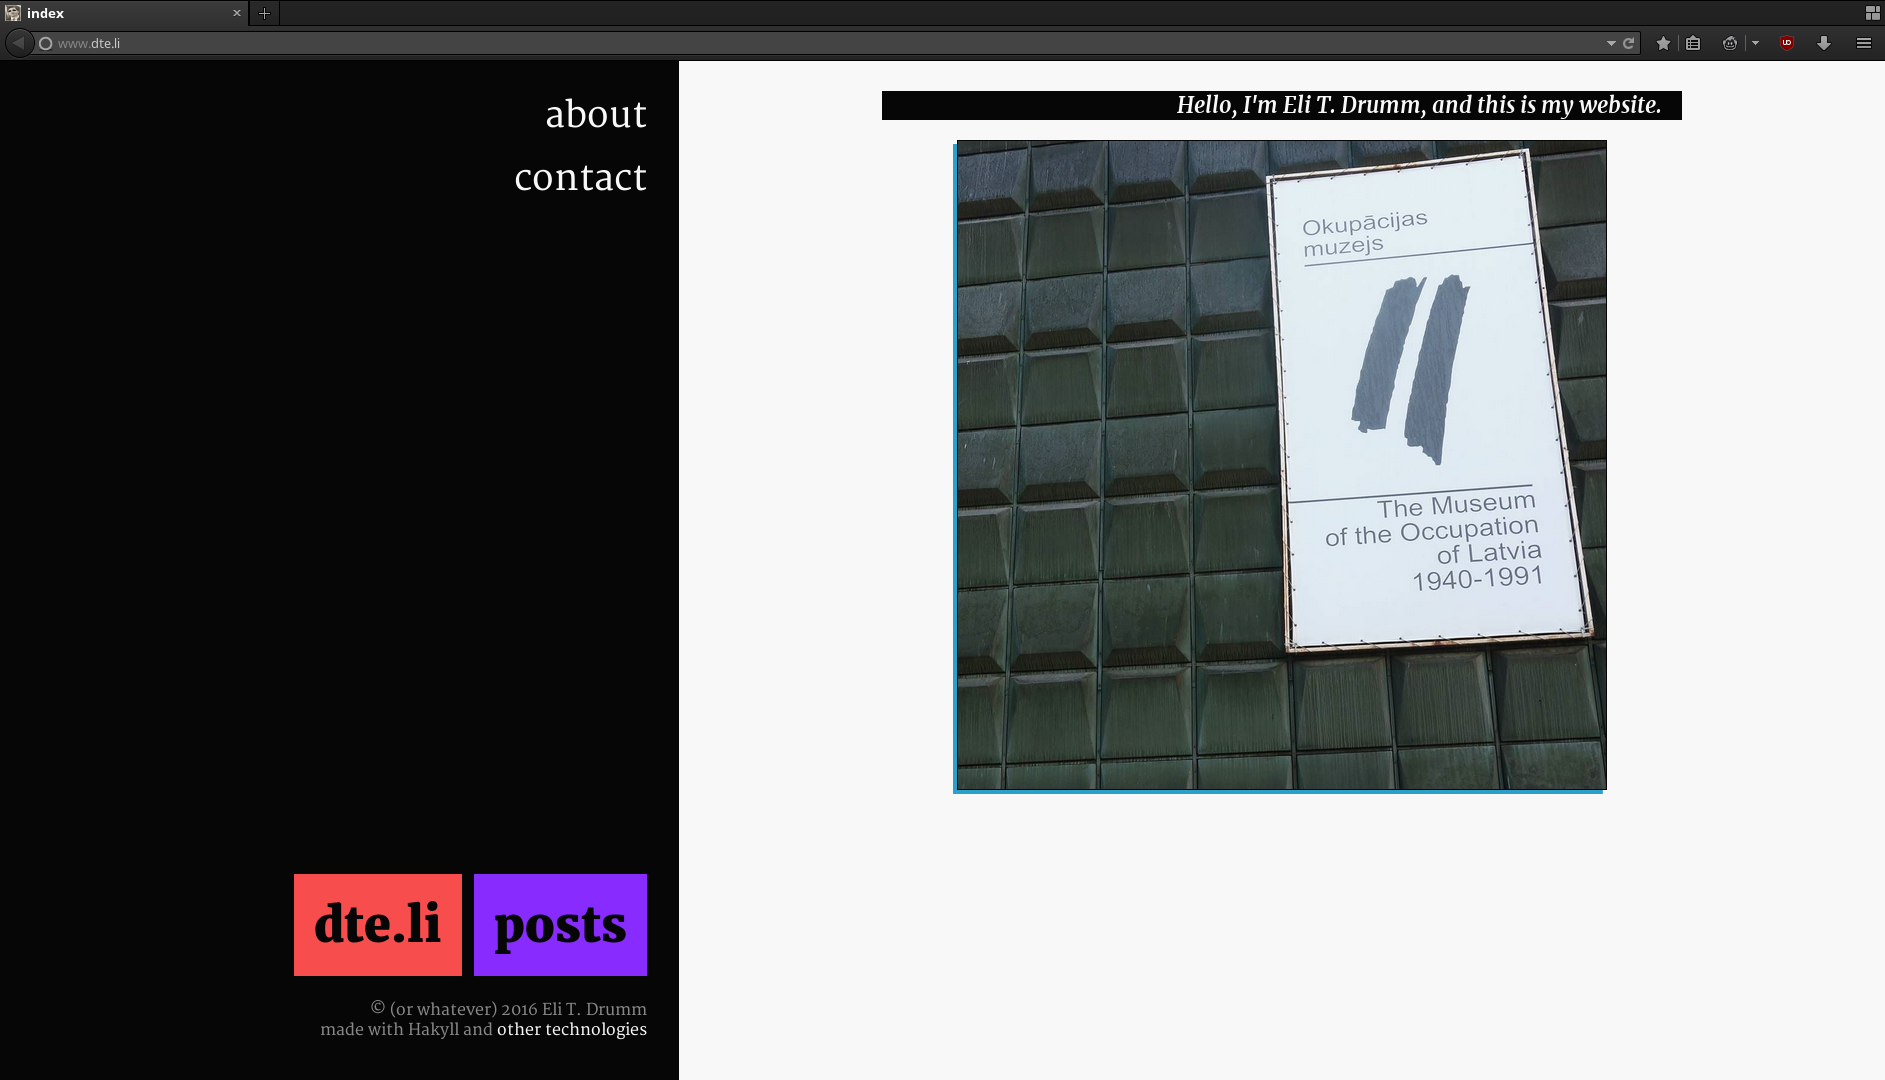 index
www.dte.li
about
contact
Hello, I'm Eli T. Drumm, and this is my website.
Okupācijas
muzejs
The Museum
of the Occupation
of Latvia
1940-1991
dte.li
posts
© (or whatever) 2016 Eli T. Drumm
made with Hakyll and other technologies